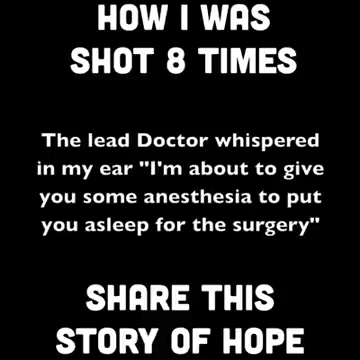 HOW I WAS
SHOT 8 TIMES
The lead Doctor whispered
in my ear "I'm about to give
you some anesthesia to put
you asleep for the surgery"
SHARE THIS
STORY OF HOPE